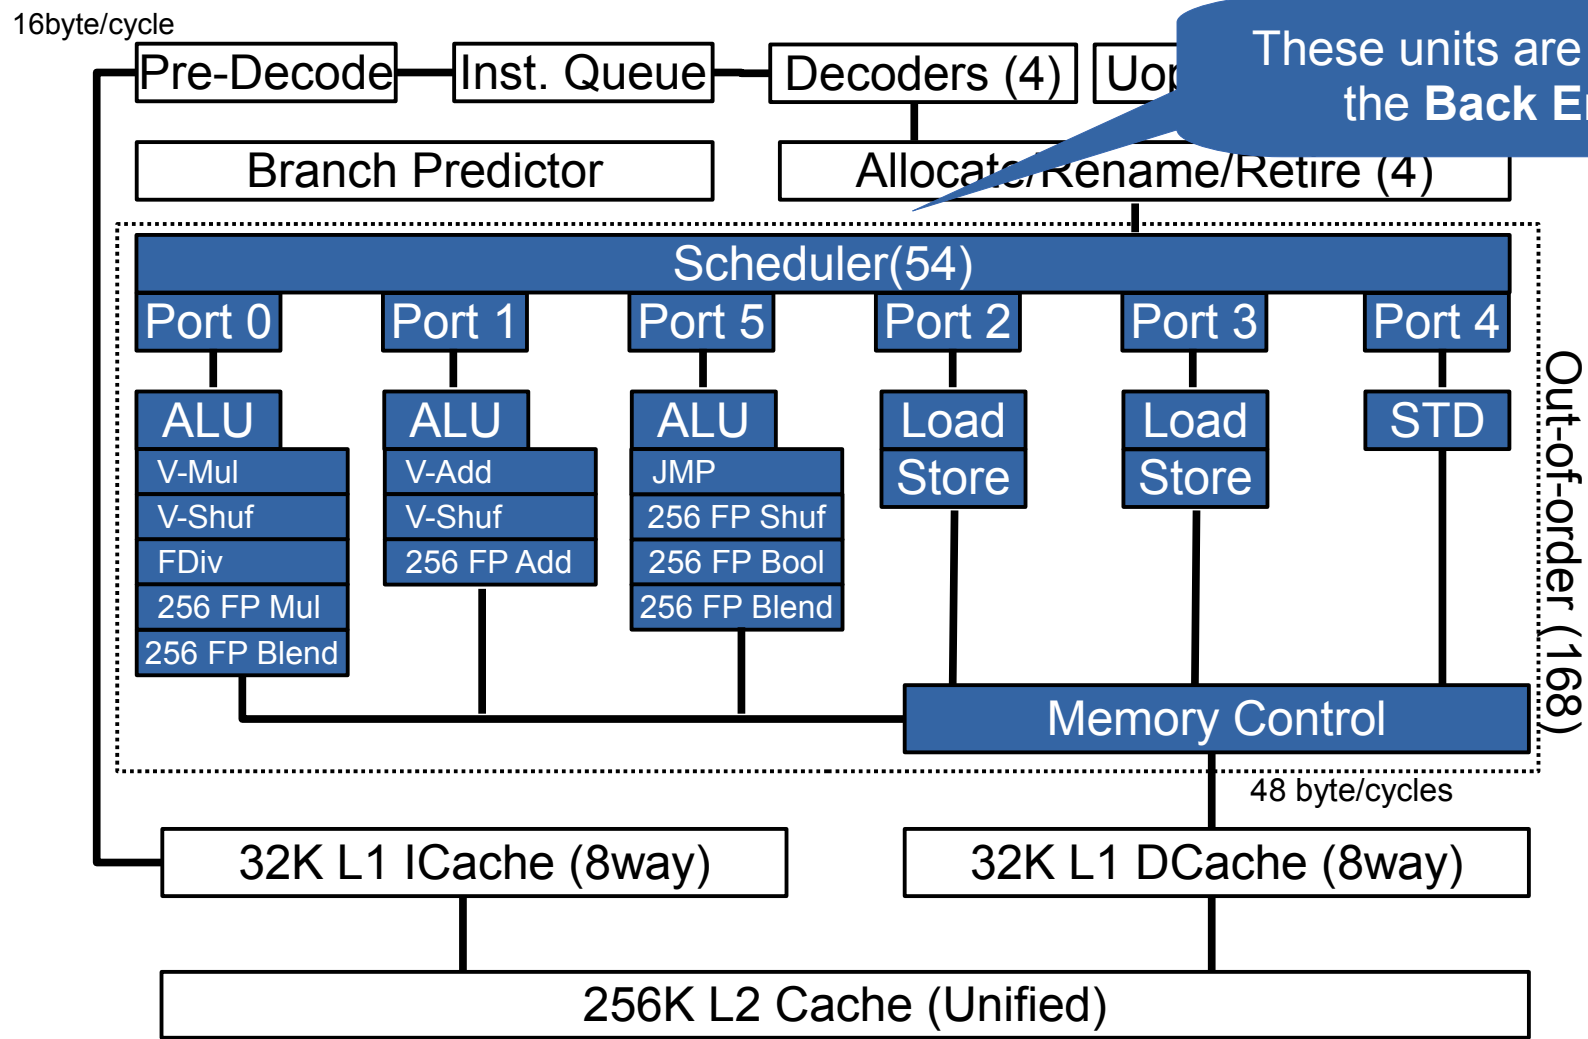 16byte/cycle
Pre-Decode
Inst. Queue
Decoders (4)
These units are
the Back
Branch Predictor
Allocate/Rename/Retire (4)
Scheduler(54)
Port 0
Port 1
Port 5
Port 2
Port 3
Port 4
ALU
V-Mul
V-Shuf
FDiv
256 FP Mul
256 FP Blend
ALU
V-Add
V-Shuf
256 FP Add
ALU
JMP
256 FP Shuf
256 FP Bool
256 FP Blend
Load
Store
Load
Store
STD
Out-of-order (168)
Memory Control
48 byte/cycles
32K L1 ICache (8way)
32K L1 DCache (8way)
256K L2 Cache (Unified)